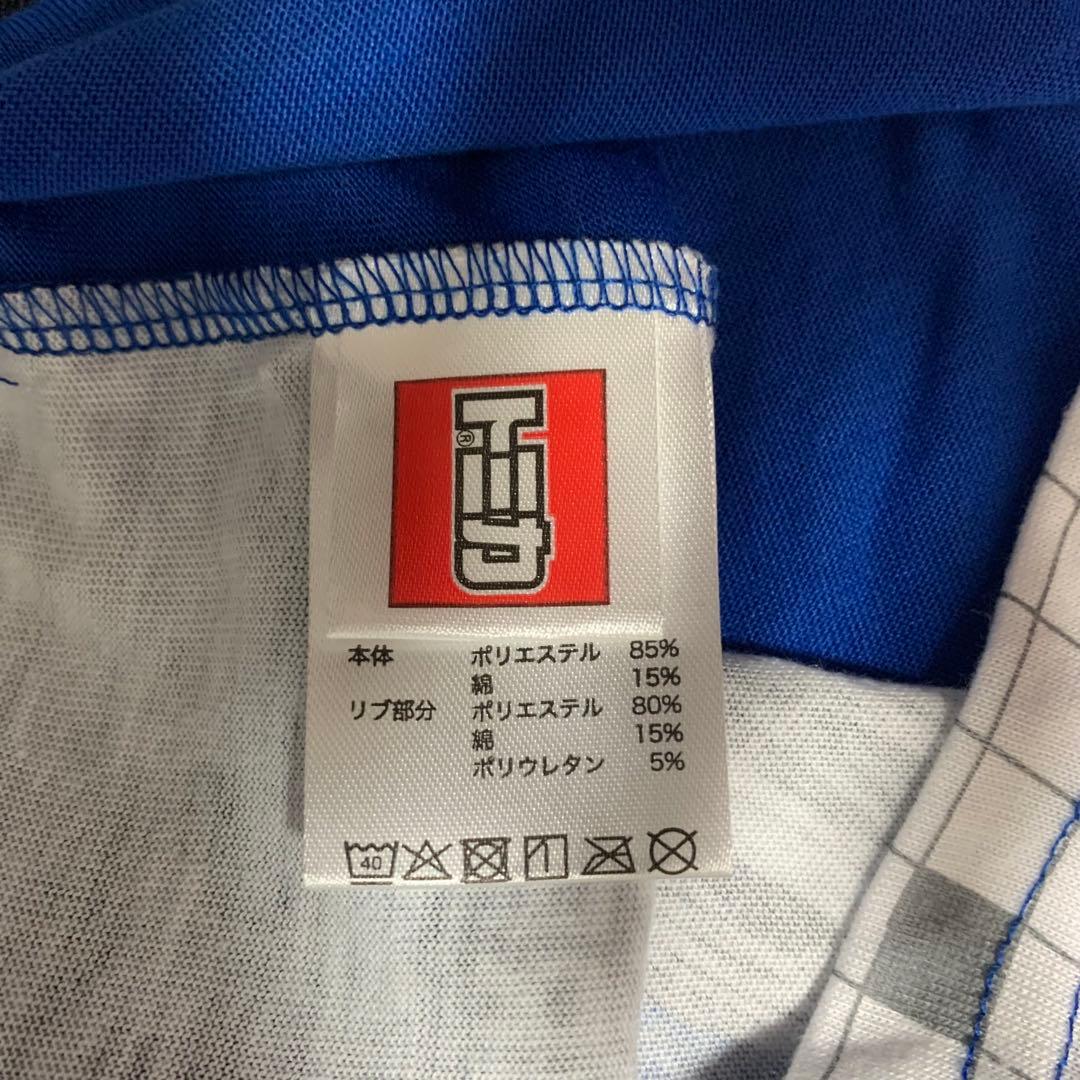 ®
本体 ポリエステル 85%
綿 15%
リブ部分 ポリエステル 80%
綿 15%
ポリウレタン 5%
40